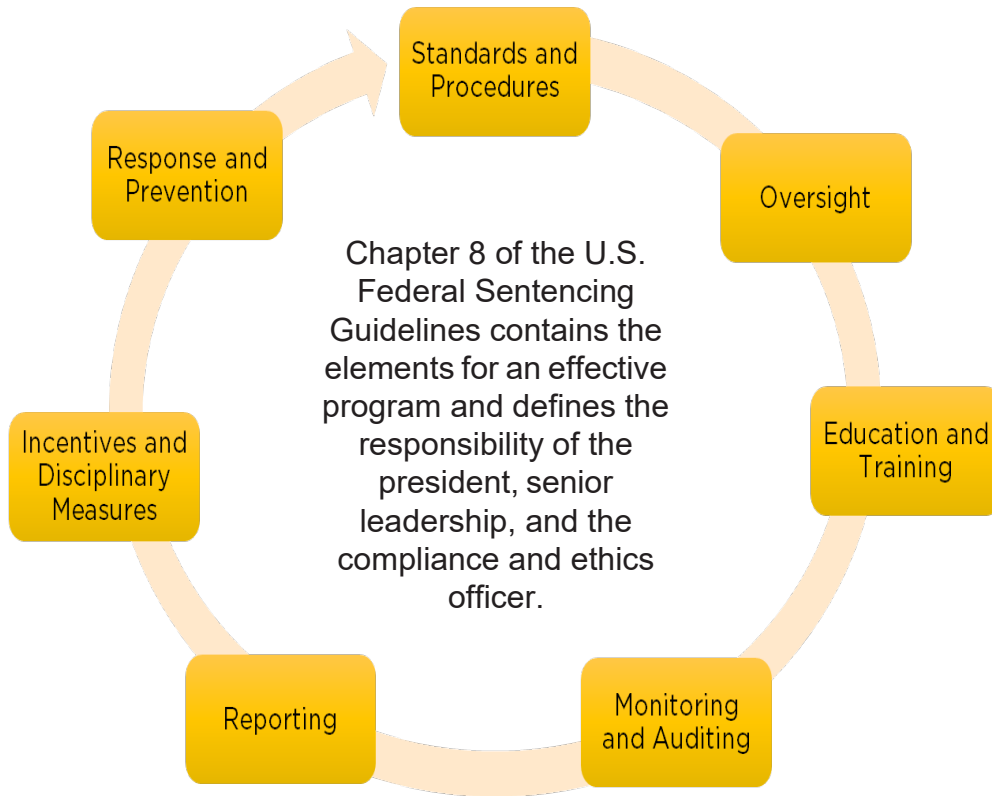 Standards and
Procedures
Oversight
Education and
Training
Monitoring
and Auditing
Reporting
Incentives and
Disciplinary
Measures
Response and
Prevention
Chapter 8 of the U.S.
Federal Sentencing
Guidelines contains the
elements for an effective
program and defines the
responsibility of the
president, senior
leadership, and the
compliance and ethics
officer.